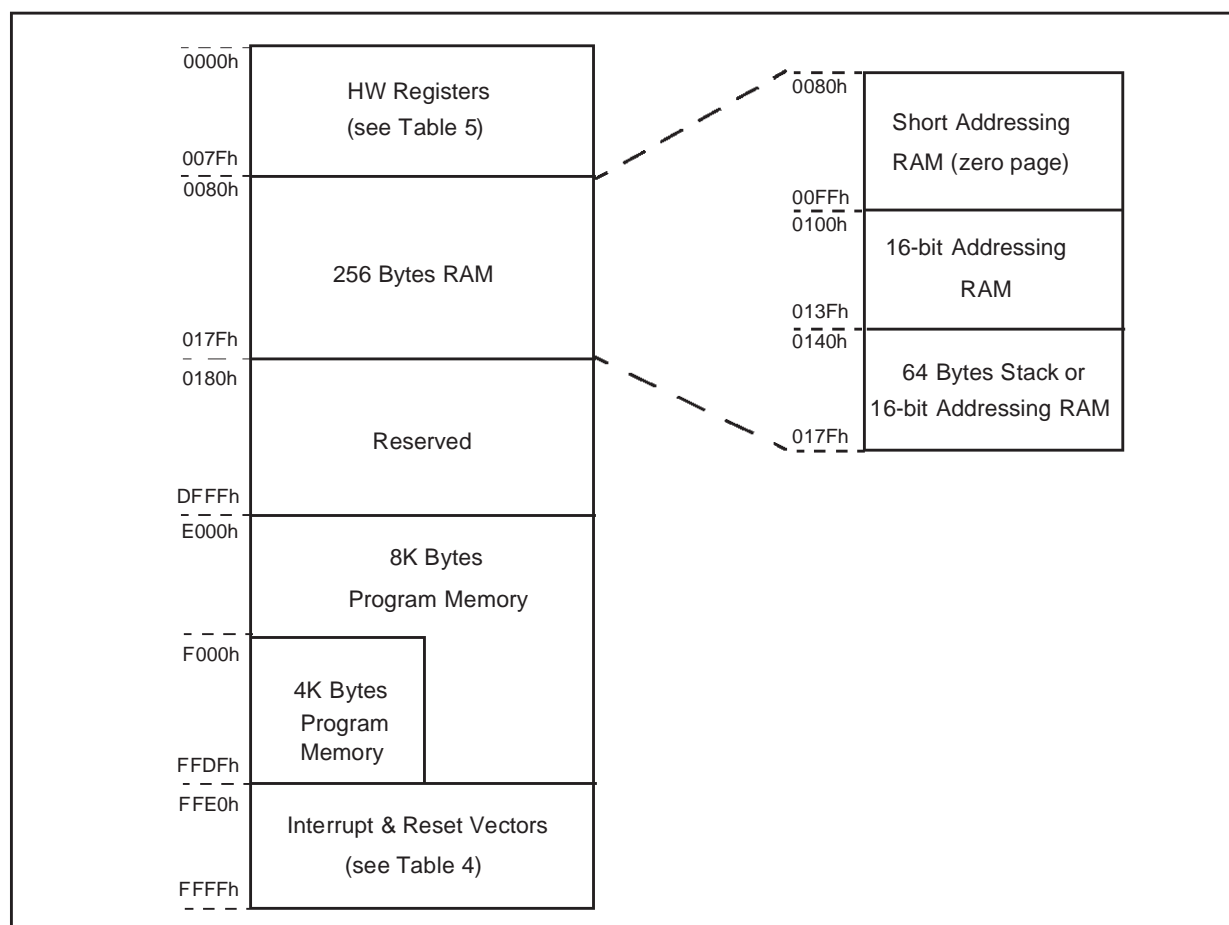 0000h
HW Registers
(see Table 5)
007Fh
0080h
256 Bytes RAM
017Fh
0180h
Reserved
DFFFh
E000h
8K Bytes
Program Memory
F000h
4K Bytes
Program
Memory
FFDFh
FFE0h
Interrupt & Reset Vectors
(see Table 4)
FFFFh
0080h
Short Addressing
RAM (zero page)
00FFh
0100h
16-bit Addressing
RAM
013Fh
0140h
64 Bytes Stack or
16-bit Addressing RAM
017Fh